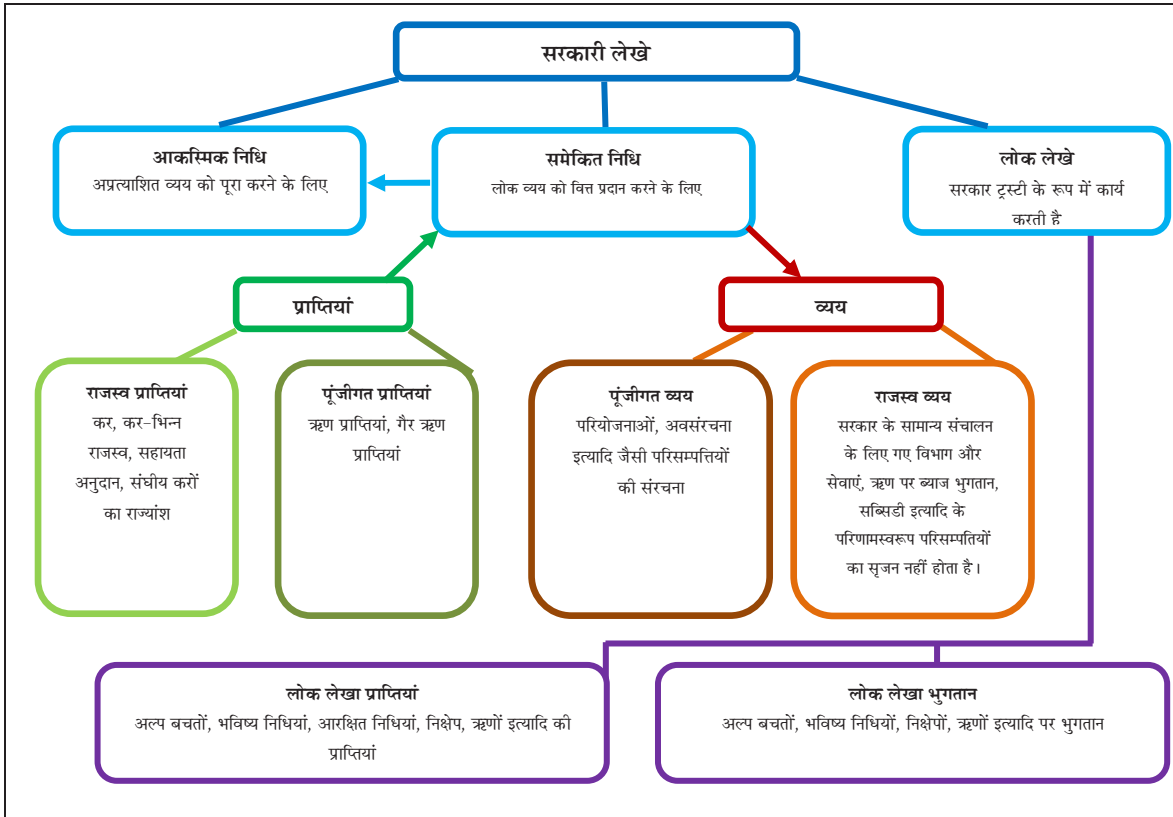 सरकारी लेखे
आकस्मिक निधि
अप्रत्याशित व्यय को पूरा करने के लिए
समेकित निधि
लोक व्यय को वित्त प्रदान करने के लिए
लोक लेखे
सरकार ट्रस्टी के रूप में कार्य
करती है
प्राप्तियां
व्यय
राजस्व प्राप्तियां
कर, कर-भिन्न
राजस्व, सहायता
अनुदान, संघीय करों
का राज्यांश
पूंजीगत प्राप्तियां
ऋण प्राप्तियां, गैर ऋण
प्राप्तियां
पूंजीगत व्यय
परियोजनाओं, अवसंरचना
इत्यादि जैसी परिसम्पत्तियों
की संरचना
राजस्व व्यय
सरकार के सामान्य संचालन
के लिए गए विभाग और
सेवाएं, ऋण पर ब्याज भुगतान,
सब्सिडी इत्यादि के
परिणामस्वरूप परिसम्पतियों
का सृजन नहीं होता है।
लोक लेखा प्राप्तियां
अल्प बचतों, भविष्य निधियां, आरक्षित निधियां, निक्षेप, ऋणों इत्यादि की
प्राप्तियां
लोक लेखा भुगतान
अल्प बचतों, भविष्य निधियों, निक्षेपों, ऋणों इत्यादि पर भुगतान